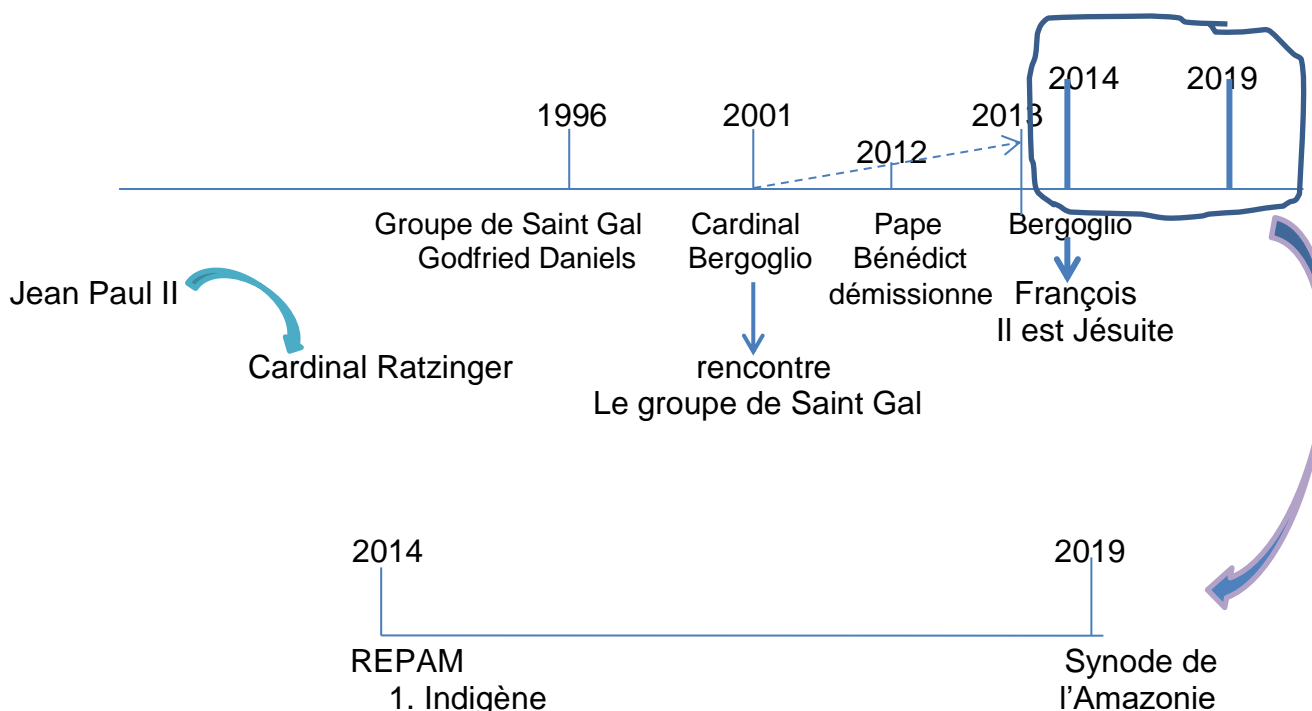 2014 2019
1996 2001 2013
2012
Groupe de Saint Gal
Godfried Daniels
Cardinal
Bergoglio
Pape
Bénédict
démissionne
Bergoglio
François
Il est Jésuite
Jean Paul II
Cardinal Ratzinger
rencontre
Le groupe de Saint Gal
2014 2019
REPAM
1. Indigène
Synode de
l’Amazonie